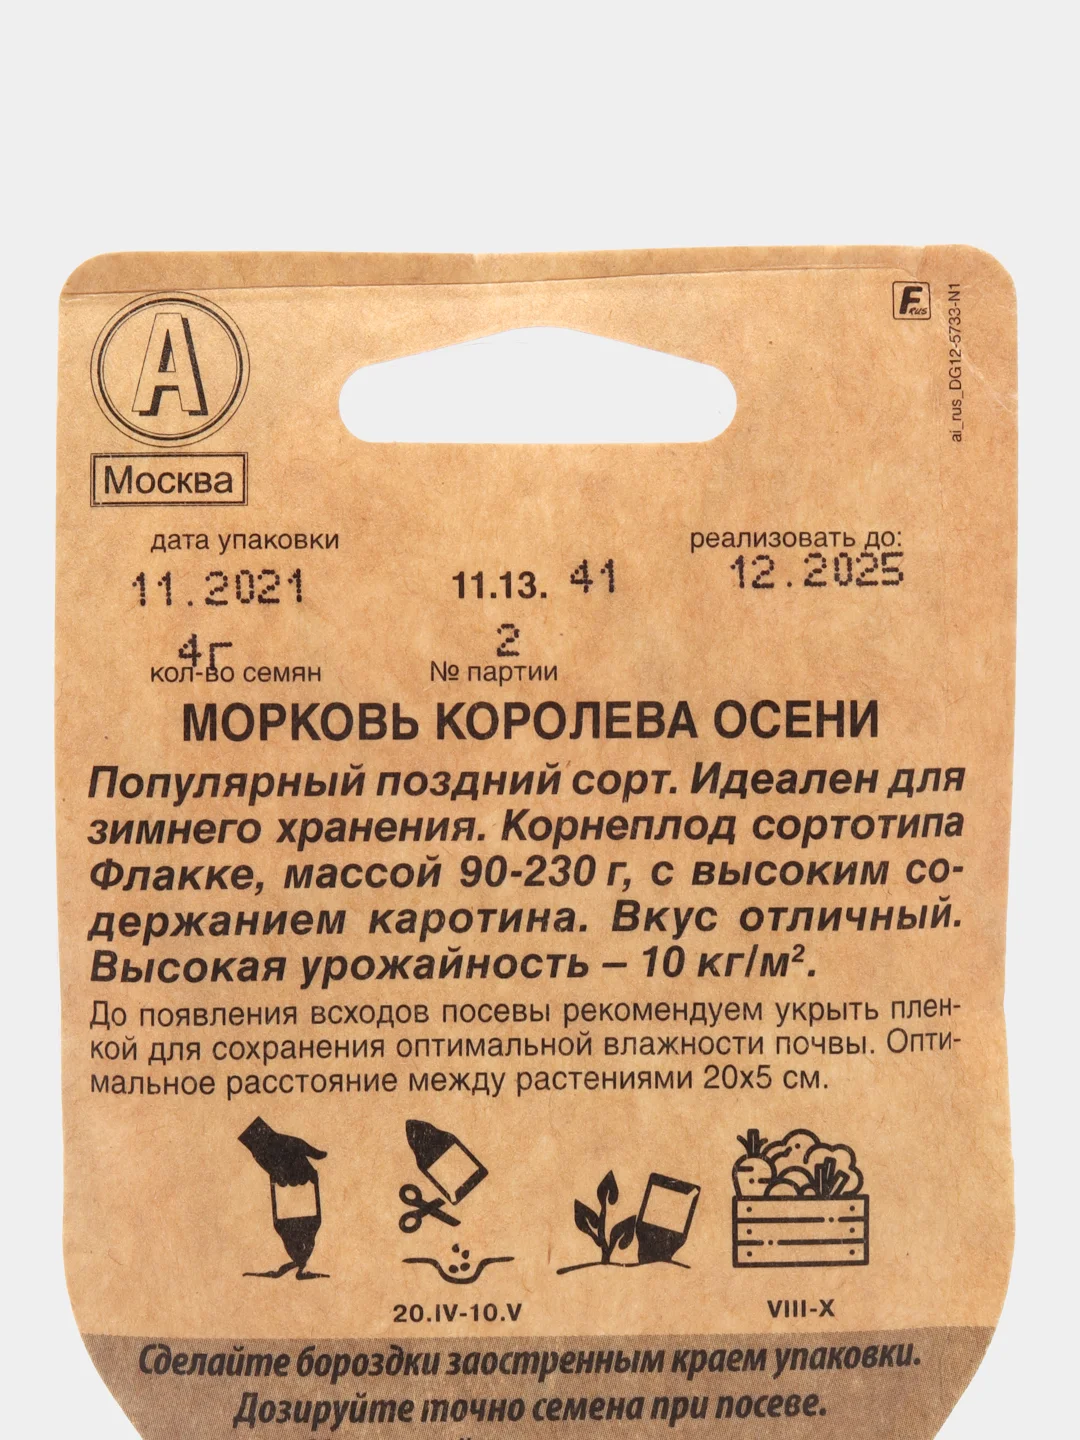 А
Москва
F RUS
ai_rus_DG12-5733-N1
дата упаковки
реализовать до:
11.2021
11.13. 41
12.2025
4г
2
кол-во семян
№ партии
МОРКОВЬ КОРОЛЕВА ОСЕНИ
Популярный поздний сорт. Идеален для
зимнего хранения. Корнеплод сортотипа
Флакке, массой 90-230 г, с высоким со-
держанием каротина. Вкус отличный.
Высокая урожайность – 10 кг/м².
До появления всходов посевы рекомендуем укрыть плен-
кой для сохранения оптимальной влажности почвы. Опти-
мальное расстояние между растениями 20х5 см.
20.IV-10.V
VIII-X
Сделайте бороздки заостренным краем упаковки.
Дозируйте точно семена при посеве.